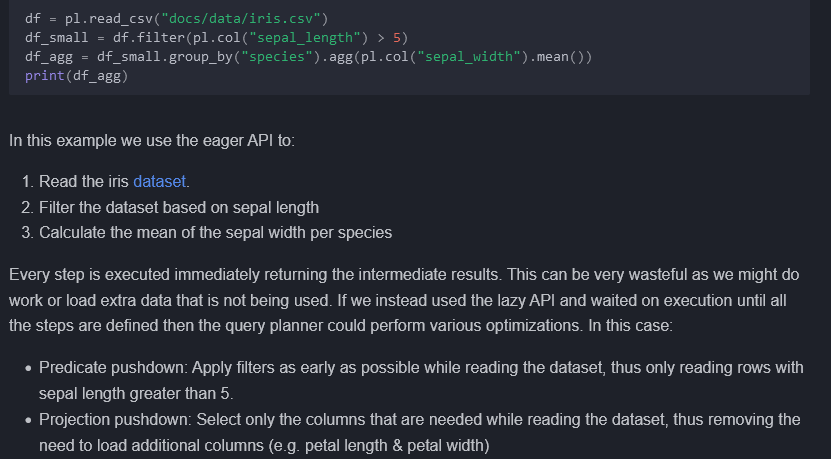 df = pl.read_csv("docs/data/iris.csv")
df_small = df.filter(pl.col("sepal_length") > 5)
df_agg = df_small.group_by("species").agg(pl.col("sepal_width").mean())
print(df_agg)
In this example we use the eager API to:
1. Read the iris dataset.
2. Filter the dataset based on sepal length
3. Calculate the mean of the sepal width per species
Every step is executed immediately returning the intermediate results. This can be very wasteful as we might do
work or load extra data that is not being used. If we instead used the lazy API and waited on execution until all
the steps are defined then the query planner could perform various optimizations. In this case:
• Predicate pushdown: Apply filters as early as possible while reading the dataset, thus only reading rows with
sepal length greater than 5.
• Projection pushdown: Select only the columns that are needed while reading the dataset, thus removing the
need to load additional columns (e.g. petal length & petal width)